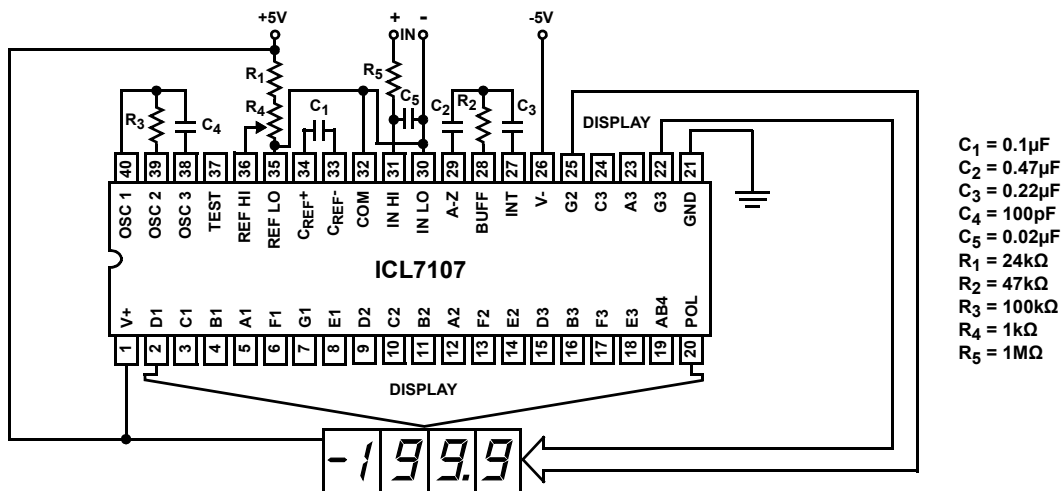 +5V
+ -
IN
-5V
R1
R5
R4
C1
C5
C2
R2
C3
R3
C4
DISPLAY
40 39 38 37 36 35 34 33 32 31 30 29 28 27 26 25 24 23 22 21
OSC 1
OSC 2
OSC 3
TEST
REF HI
REF LO
CREF+
CREF-
COM
IN HI
IN LO
A-Z
BUFF
INT
V-
G2
C3
A3
G3
GND
ICL7107
V+
D1
C1
B1
A1
F1
G1
E1
D2
C2
B2
A2
F2
E2
D3
B3
F3
E3
AB4
POL
1 2 3 4 5 6 7 8 9 10 11 12 13 14 15 16 17 18 19 20
DISPLAY
-199.9
C1 = 0.1µF
C2 = 0.47µF
C3 = 0.22µF
C4 = 100pF
C5 = 0.02µF
R1 = 24kΩ
R2 = 47kΩ
R3 = 100kΩ
R4 = 1kΩ
R5 = 1MΩ